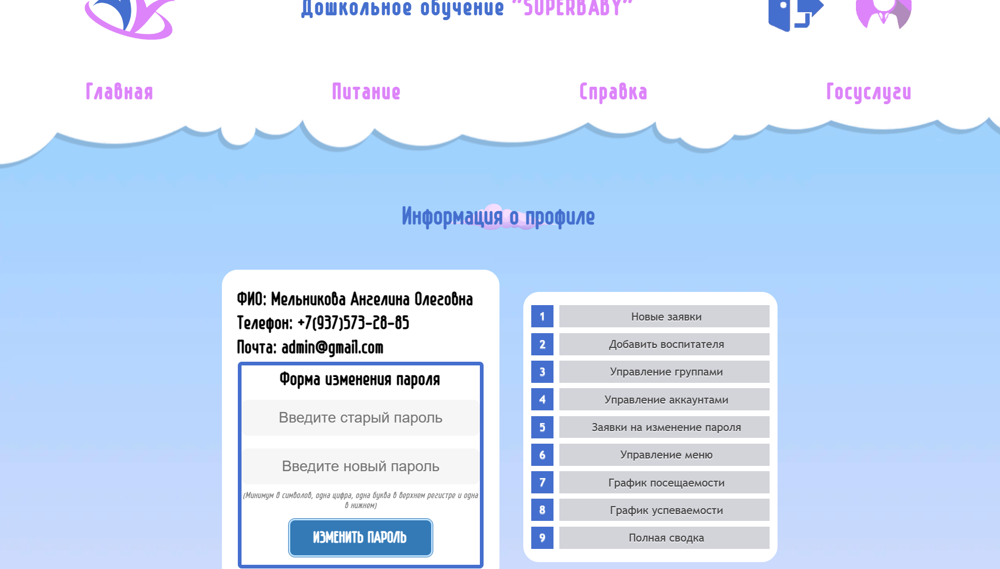 Дошкольное обучение "SUPERBABY"
Главная
Питание
Справка
Госуслуги
Информация о профиле
ФИО: Мельникова Ангелина Олеговна
Телефон: +7(937)573-28-85
Почта: admin@gmail.com
Форма изменения пароля
Введите старый пароль
Введите новый пароль
(Минимум 8 символов, одна цифра, одна буква в верхнем регистре и одна
в нижнем)
ИЗМЕНИТЬ ПАРОЛЬ
1 Новые заявки
2 Добавить воспитателя
3 Управление группами
4 Управление аккаунтами
5 Заявки на изменение пароля
6 Управление меню
7 График посещаемости
8 График успеваемости
9 Полная сводка